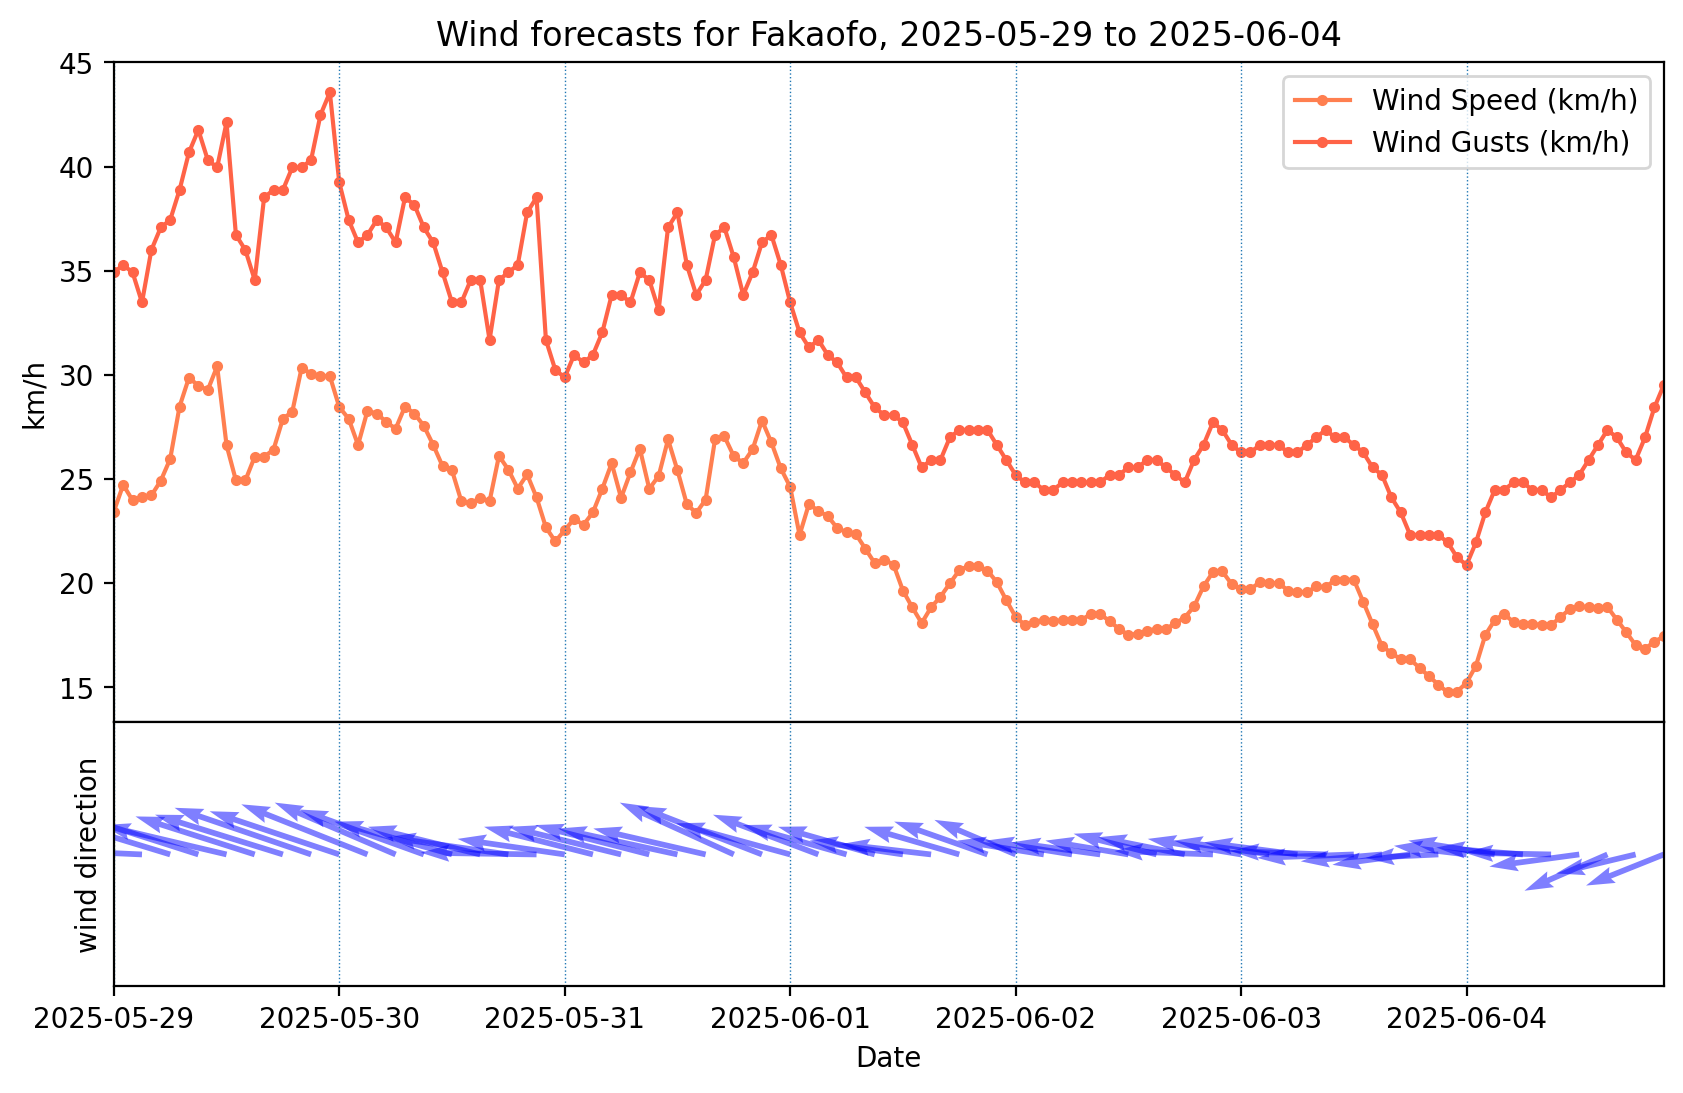 Wind forecasts for Fakaofo, 2025-05-29 to 2025-06-04
Wind Speed (km/h)
Wind Gusts (km/h)
45
40
35
30
25
20
15
km/h
wind direction
2025-05-29 2025-05-30 2025-05-31 2025-06-01 2025-06-02 2025-06-03 2025-06-04
Date